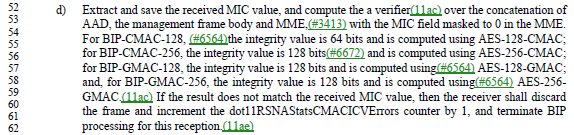 52 d) Extract and save the received MIC value, and compute the a verifier(11ac) over the concatenation of
53 AAD, the management frame body and MME,(#3413) with the MIC field masked to 0 in the MME.
54 For BIP-CMAC-128, (#6564)the integrity value is 64 bits and is computed using AES-128-CMAC;
55 for BIP-CMAC-256, the integrity value is 128 bits(#6672) and is computed using AES-256-CMAC;
56
57 for BIP-GMAC-128, the integrity value is 128 bits and is computed using(#6564) AES-128-GMAC;
58 and, for BIP-GMAC-256, the integrity value is 128 bits and is computed using(#6564) AES-256-
59 GMAC.(11ac) If the result does not match the received MIC value, then the receiver shall discard
60
61 the frame and increment the dot11RSNAStatsCMACICVErrors counter by 1, and terminate BIP
62 processing for this reception.(11ae)